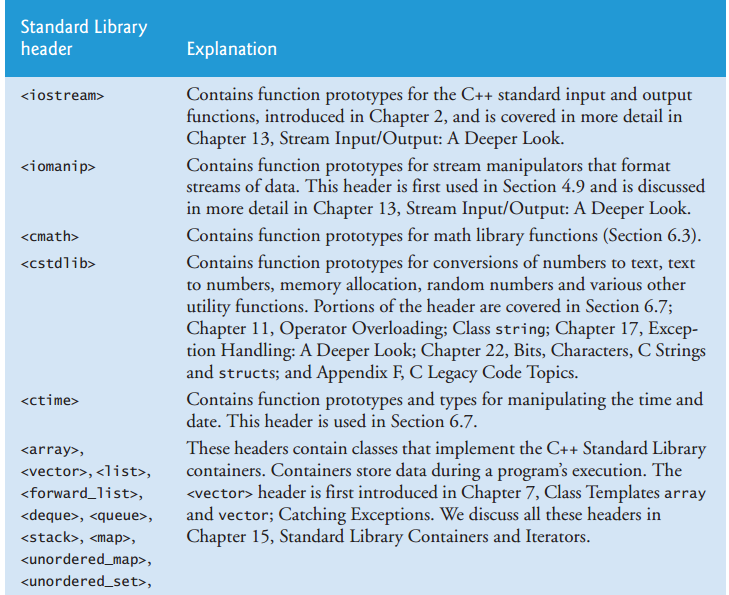 Standard Library
header
Explanation
<iostream>
Contains function prototypes for the C++ standard input and output
functions, introduced in Chapter 2, and is covered in more detail in
Chapter 13, Stream Input/Output: A Deeper Look.
<iomanip>
Contains function prototypes for stream manipulators that format
streams of data. This header is first used in Section 4.9 and is discussed
in more detail in Chapter 13, Stream Input/Output: A Deeper Look.
<cmath>
Contains function prototypes for math library functions (Section 6.3).
<cstdlib>
Contains function prototypes for conversions of numbers to text, text
to numbers, memory allocation, random numbers and various other
utility functions. Portions of the header are covered in Section 6.7;
Chapter 11, Operator Overloading; Class string; Chapter 17, Excep-
tion Handling: A Deeper Look; Chapter 22, Bits, Characters, C Strings
and structs; and Appendix F, C Legacy Code Topics.
<ctime>
Contains function prototypes and types for manipulating the time and
date. This header is used in Section 6.7.
<array>,
<vector>, <list>,
<forward_list>,
<deque>, <queue>,
<stack>, <map>,
<unordered_map>,
<unordered_set>,
These headers contain classes that implement the C++ Standard Library
containers. Containers store data during a program's execution. The
<vector> header is first introduced in Chapter 7, Class Templates array
and vector; Catching Exceptions. We discuss all these headers in
Chapter 15, Standard Library Containers and Iterators.